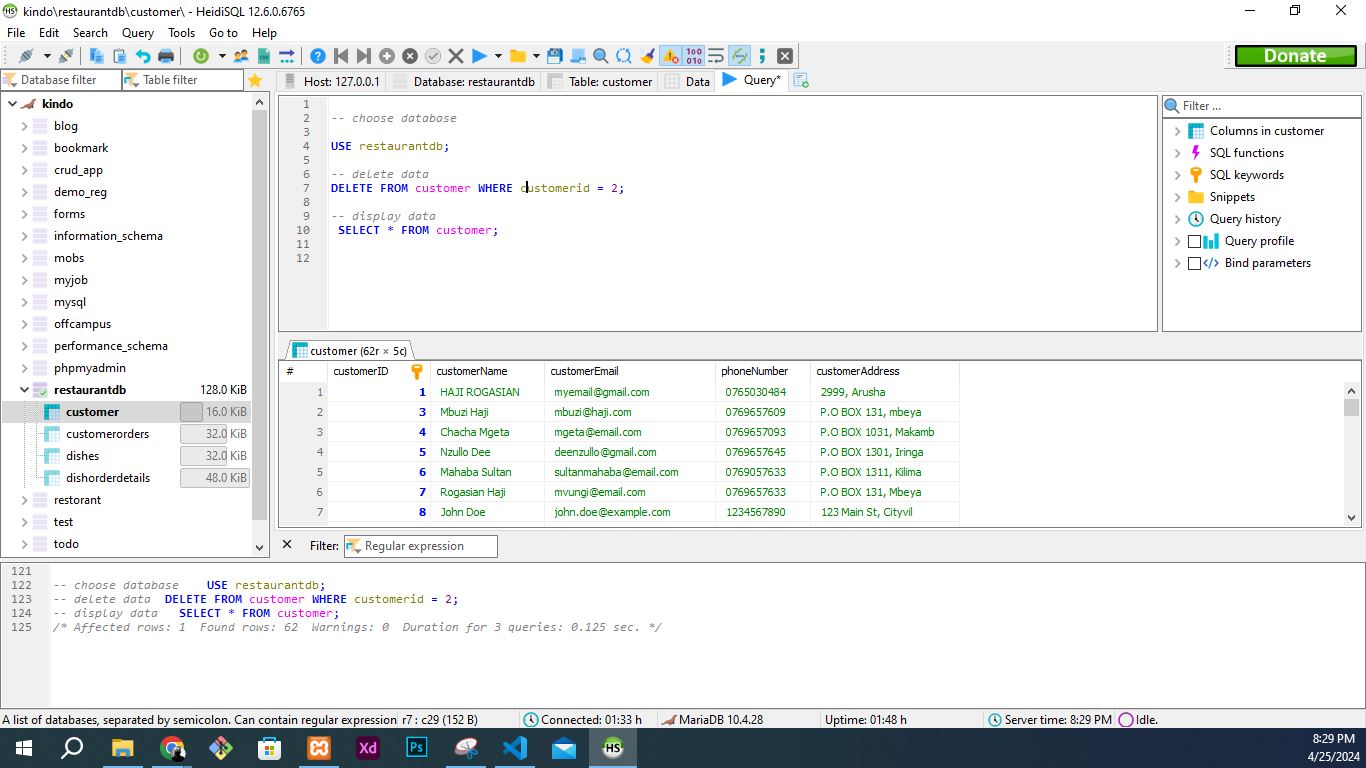 kindo\restaurantdb\customer\ - HeidiSQL 12.6.0.6765
File Edit Search Query Tools Go to Help
Donate
Database filter Table filter
Host: 127.0.0.1 Database: restaurantdb Table: customer Data Query*
kindo
blog
bookmark
crud_app
demo_reg
forms
information_schema
mobs
myjob
mysql
offcampus
performance_schema
phpmyadmin
restaurantdb 128.0 KiB
customer 16.0 KiB
customerorders 32.0 KiB
dishes 32.0 KiB
dishorderdetails 48.0 KiB
restorant
test
todo
1
2 -- choose database
3
4 USE restaurantdb;
5
6 -- delete data
7 DELETE FROM customer WHERE customerid = 2;
8
9 -- display data
10 SELECT * FROM customer;
11
12
Filter ...
Columns in customer
SQL functions
SQL keywords
Snippets
Query history
Query profile
Bind parameters
customer (62r × 5c)
# customerID customerName customerEmail phoneNumber customerAddress
1 1 HAJI ROGASIAN myemail@gmail.com 0765030484 2999, Arusha
2 3 Mbuzi Haji mbuzi@haji.com 0769657609 P.O BOX 131, mbeya
3 4 Chacha Mgeta mgeta@email.com 0769657093 P.O BOX 1031, Makamb
4 5 Nzullo Dee deenzullo@gmail.com 0769657645 P.O BOX 1301, Iringa
5 6 Mahaba Sultan sultanmahaba@email.com 0769057633 P.O BOX 1311, Kilima
6 7 Rogasian Haji mvungi@email.com 0769657633 P.O BOX 131, Mbeya
7 8 John Doe john.doe@example.com 1234567890 123 Main St, Cityvil
Filter: Regular expression
121
122 -- choose database USE restaurantdb;
123 -- delete data DELETE FROM customer WHERE customerid = 2;
124 -- display data SELECT * FROM customer;
125 /* Affected rows: 1 Found rows: 62 Warnings: 0 Duration for 3 queries: 0.125 sec. */
A list of databases, separated by semicolon. Can contain regular expression r7 : c29 (152 B) Connected: 01:33 h MariaDB 10.4.28 Uptime: 01:48 h Server time: 8:29 PM Idle.
Xd Ps HS
8:29 PM
4/25/2024